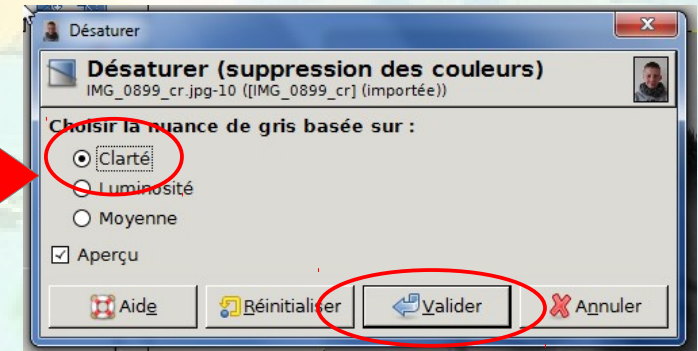 Désaturer
Désaturer (suppression des couleurs)
IMG_0899_cr.jpg-10 ([IMG_0899_cr] (importée))
Choisir la nuance de gris basée sur :
Clarté
Luminosité
Moyenne
Aperçu
Aide Réinitialiser Valider Annuler